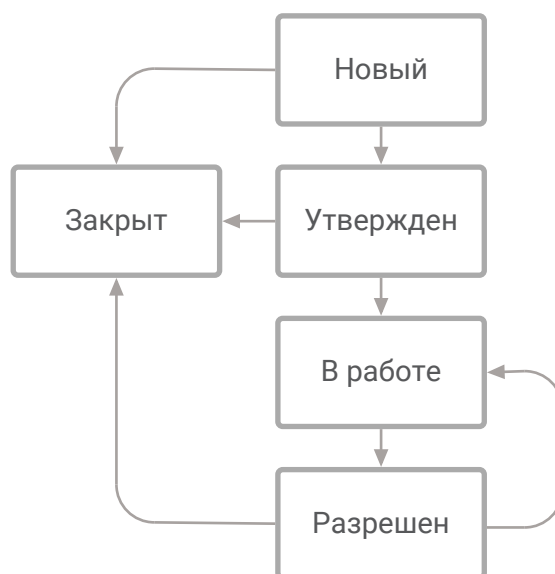 Новый
Закрыт
Утвержден
В работе
Разрешен